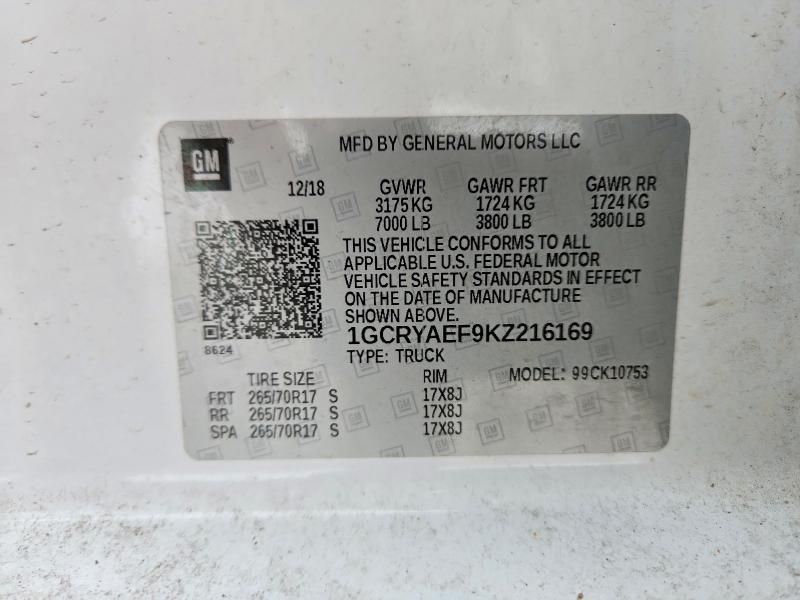 GM
MFD BY GENERAL MOTORS LLC
12/18 GVWR GAWR FRT GAWR RR
3175 KG 1724 KG 1724 KG
7000 LB 3800 LB 3800 LB
THIS VEHICLE CONFORMS TO ALL
APPLICABLE U.S. FEDERAL MOTOR
VEHICLE SAFETY STANDARDS IN EFFECT
ON THE DATE OF MANUFACTURE
SHOWN ABOVE.
1GCRYAEF9KZ216169
8624
TYPE: TRUCK
TIRE SIZE RIM MODEL: 99CK10753
FRT 265/70R17 S 17X8J
RR 265/70R17 S 17X8J
SPA 265/70R17 S 17X8J